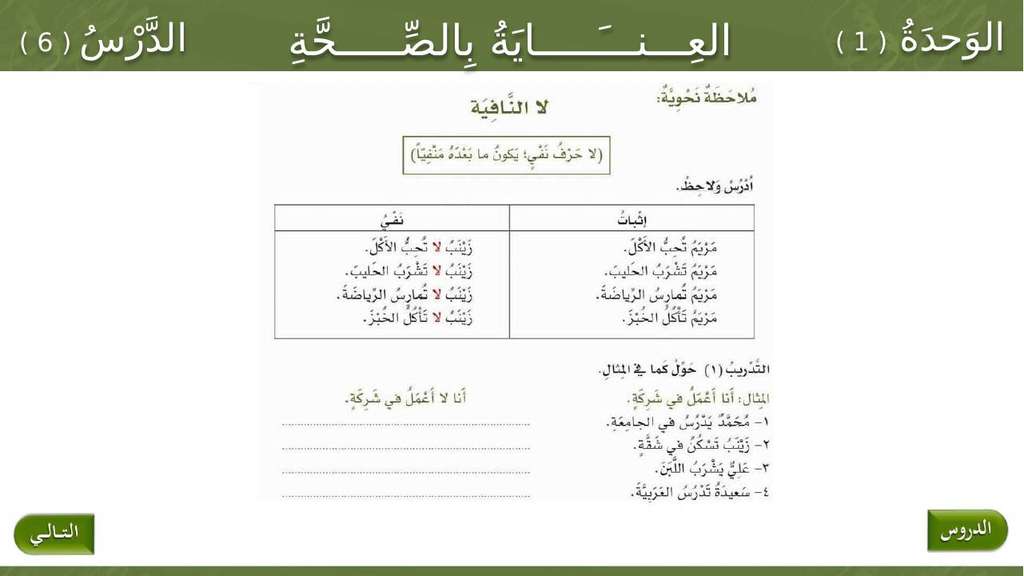 الوَحدَةُ ( 1 ) العِـــنـــَـــــايَةُ بِالصِّـــــحَّةِ الدَّرْسُ ( 6 )
مُلاحَظَةٌ نَحْوِيَّةٌ:
لا النَّافِيَة
(لا حَرْفُ نَفْيٍ؛ يَكونُ ما بَعْدَهُ مَنْفِيّاً)
اُدْرُسْ وَلاحِظْ.
إثْباتُ نَفْيُ
مَرْيَمُ تُحِبُّ الأَكْلَ. زَيْنَبُ لا تُحِبُّ الأَكْلَ.
مَرْيَمُ تَشْرَبُ الحَليبَ. زَيْنَبُ لا تَشْرَبُ الحَليبَ.
مَرْيَمُ تُمارِسُ الرِّياضَةَ. زَيْنَبُ لا تُمارِسُ الرِّياضَةَ.
مَرْيَمُ تَأْكُلُ الخُبْزَ. زَيْنَبُ لا تَأْكُلُ الخُبْزَ.
التَّدْريبُ (١) حَوِّلْ كَما في المِثالِ.
المِثال: أَنا أَعْمَلُ في شَرِكَةٍ. أَنا لا أَعْمَلُ في شَرِكَةٍ.
١- مُحَمَّدٌ يَدْرُسُ في الجامِعَةِ.
٢- زَيْنَبُ تَسْكُنُ في شَقَّةٍ.
٣- عَلِيٌّ يَشْرَبُ اللَّبَنَ.
٤- سَعيدَةُ تَدْرُسُ العَرَبِيَّةَ.
الدروس
التـالـي